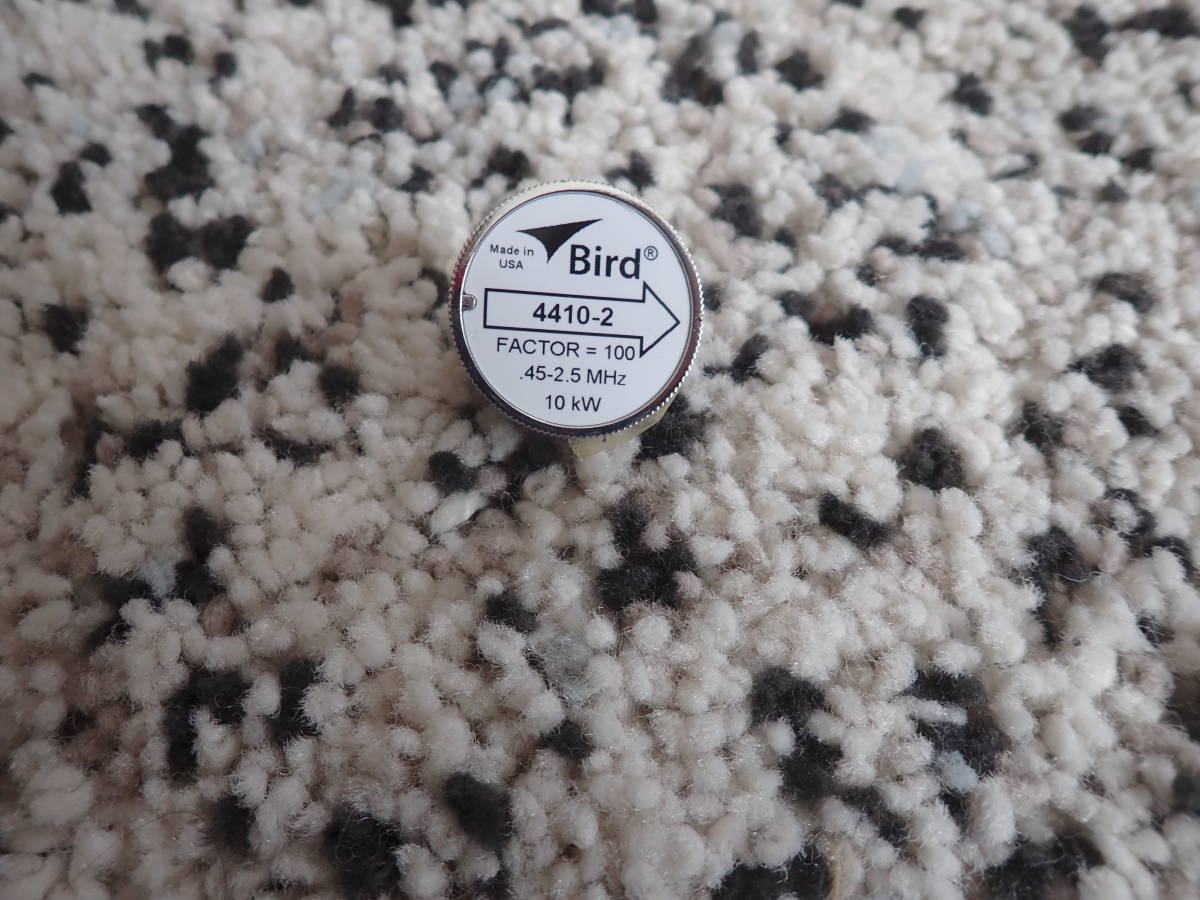 Made in
USA
Bird®
4410-2
FACTOR = 100
.45-2.5 MHz
10 kW